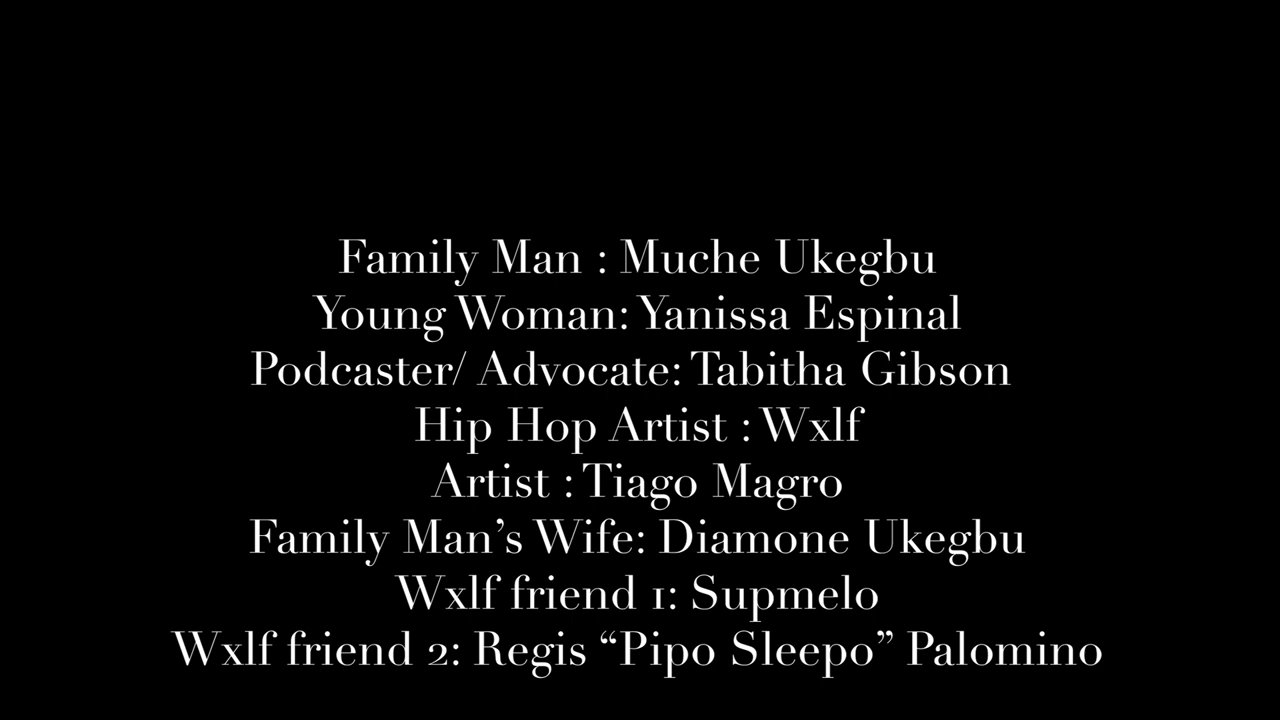 Family Man : Muche Ukegbu
Young Woman: Yanissa Espinal
Podcaster/ Advocate: Tabitha Gibson
Hip Hop Artist : Wxlf
Artist : Tiago Magro
Family Man’s Wife: Diamone Ukegbu
Wxlf friend 1: Supmelo
Wxlf friend 2: Regis “Pipo Sleepo” Palomino